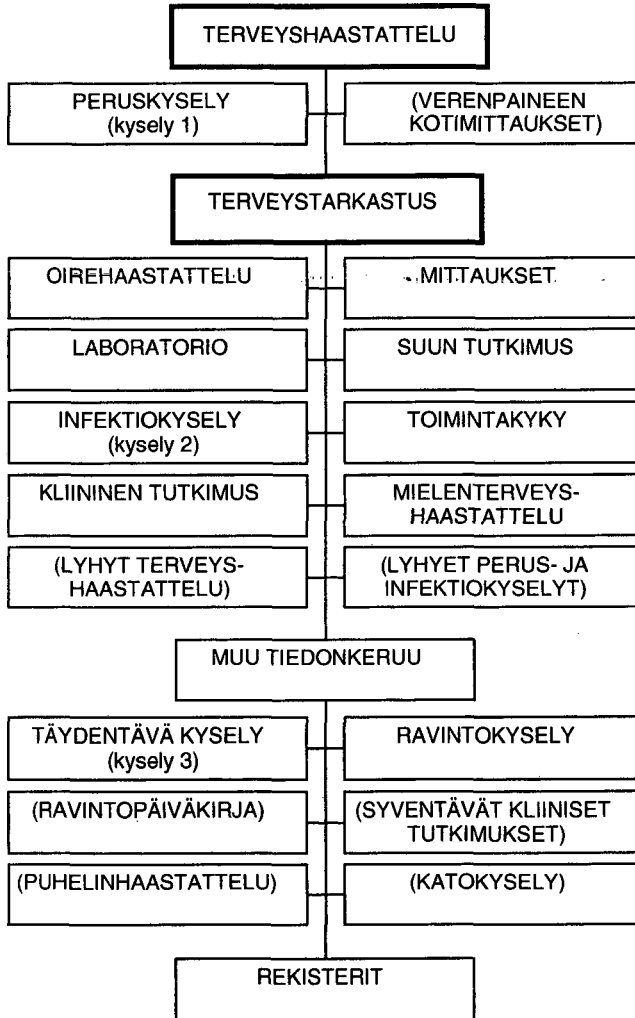 TERVEYSHAASTATTELU
PERUSKYSELY
(kysely 1)
(VERENPAINEEN
KOTIMITTAUKSET)
TERVEYSTARKASTUS
OIREHAASTATTELU
MITTAUKSET
LABORATORIO
SUUN TUTKIMUS
INFEKTIOKYSELY
(kysely 2)
TOIMINTAKYKY
KLIININEN TUTKIMUS
MIELENTERVEYS-
HAASTATTELU
(LYHYT TERVEYS-
HAASTATTELU)
(LYHYET PERUS- JA
INFEKTIOKYSELYT)
MUU TIEDONKERUU
TÄYDENTÄVÄ KYSELY
(kysely 3)
RAVINTOKYSELY
(RAVINTOPÄIVÄKIRJA)
(SYVENTÄVÄT KLIINISET
TUTKIMUKSET)
(PUHELINHAASTATTELU)
(KATOKYSELY)
REKISTERIT